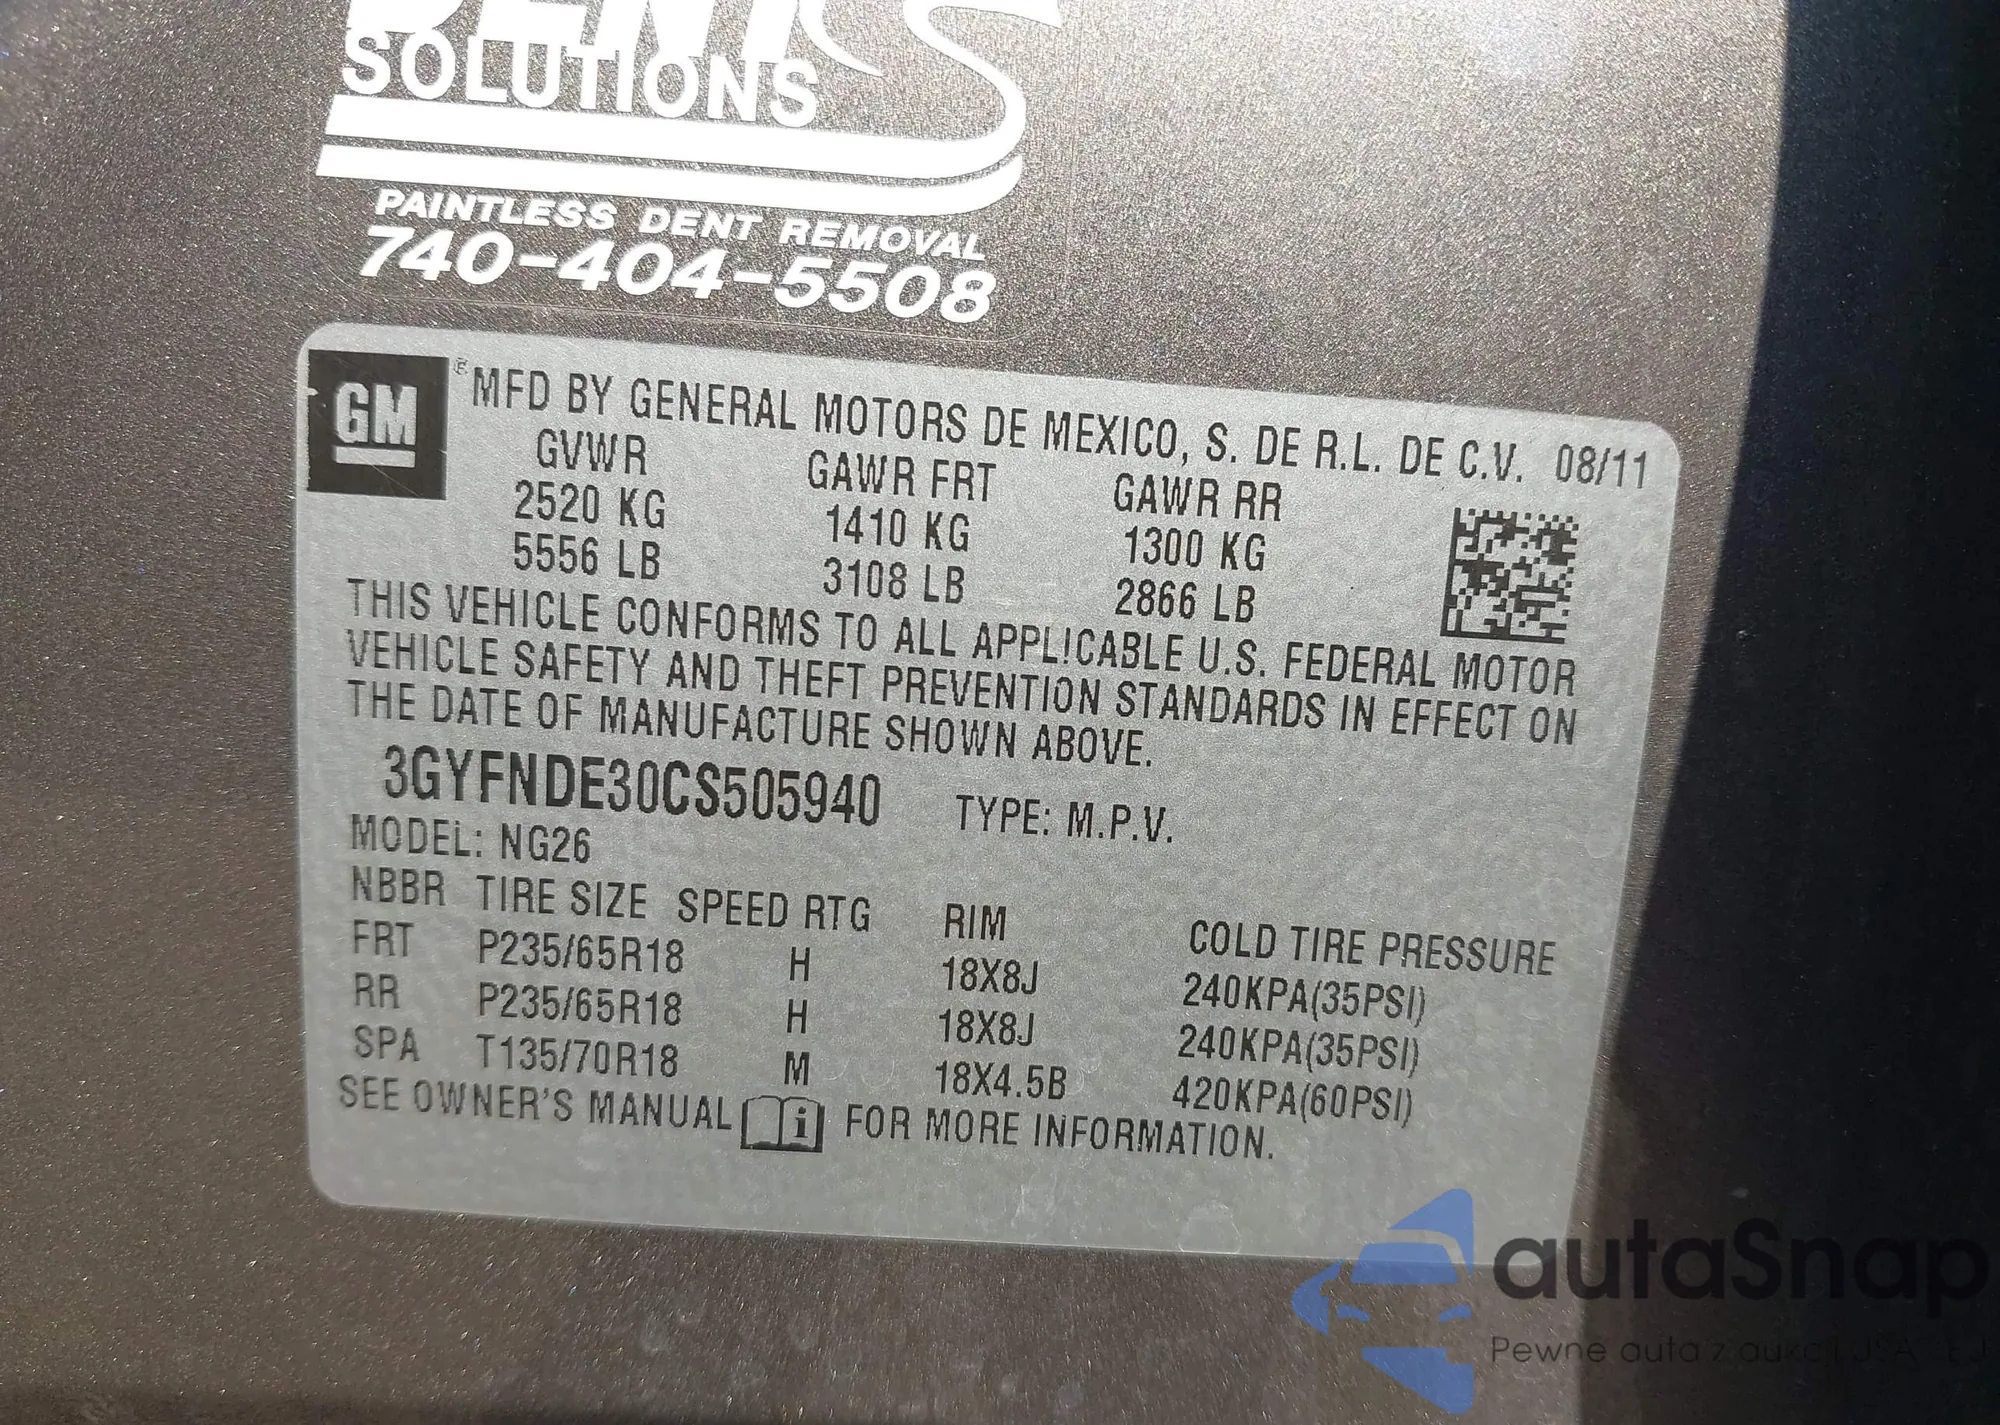 SOLUTIONS
PAINTLESS DENT REMOVAL
740-404-5508
GM
® MFD BY GENERAL MOTORS DE MEXICO, S. DE R.L. DE C.V. 08/11
GVWR GAWR FRT GAWR RR
2520 KG 1410 KG 1300 KG
5556 LB 3108 LB 2866 LB
THIS VEHICLE CONFORMS TO ALL APPLICABLE U.S. FEDERAL MOTOR
VEHICLE SAFETY AND THEFT PREVENTION STANDARDS IN EFFECT ON
THE DATE OF MANUFACTURE SHOWN ABOVE.
3GYFNDE30CS505940 TYPE: M.P.V.
MODEL: NG26
NBBR TIRE SIZE SPEED RTG RIM COLD TIRE PRESSURE
FRT P235/65R18 H 18X8J 240KPA(35PSI)
RR P235/65R18 H 18X8J 240KPA(35PSI)
SPA T135/70R18 M 18X4.5B 420KPA(60PSI)
SEE OWNER'S MANUAL i FOR MORE INFORMATION.
autaSnap
Pewne auta z aukcji USA